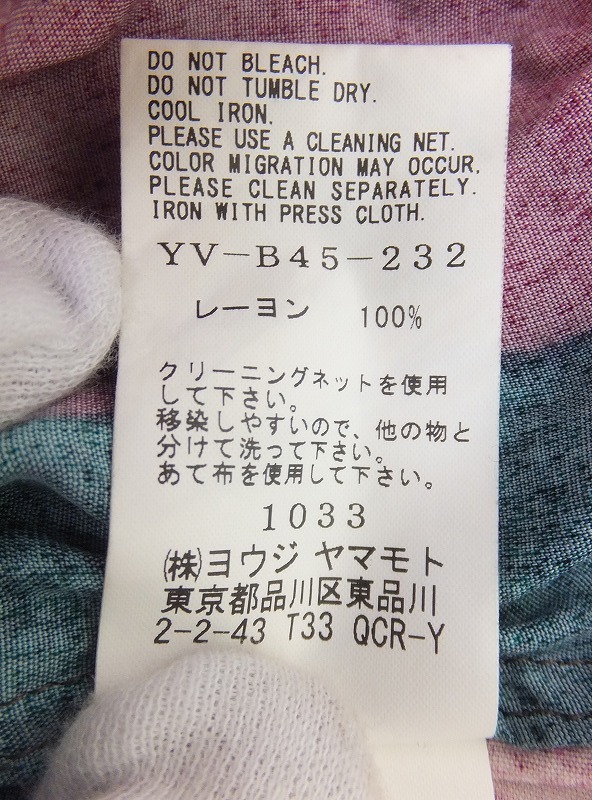 DO NOT BLEACH.
DO NOT TUMBLE DRY.
COOL IRON.
PLEASE USE A CLEANING NET.
COLOR MIGRATION MAY OCCUR.
PLEASE CLEAN SEPARATELY.
IRON WITH PRESS CLOTH.
YV-B45-232
レーヨン 100%
クリーニングネットを使用
して下さい。
移染しやすいので、他の物と
分けて洗って下さい。
あて布を使用して下さい。
1033
㈱ヨウジ ヤマモト
東京都品川区東品川
2-2-43 T33 QCR-Y